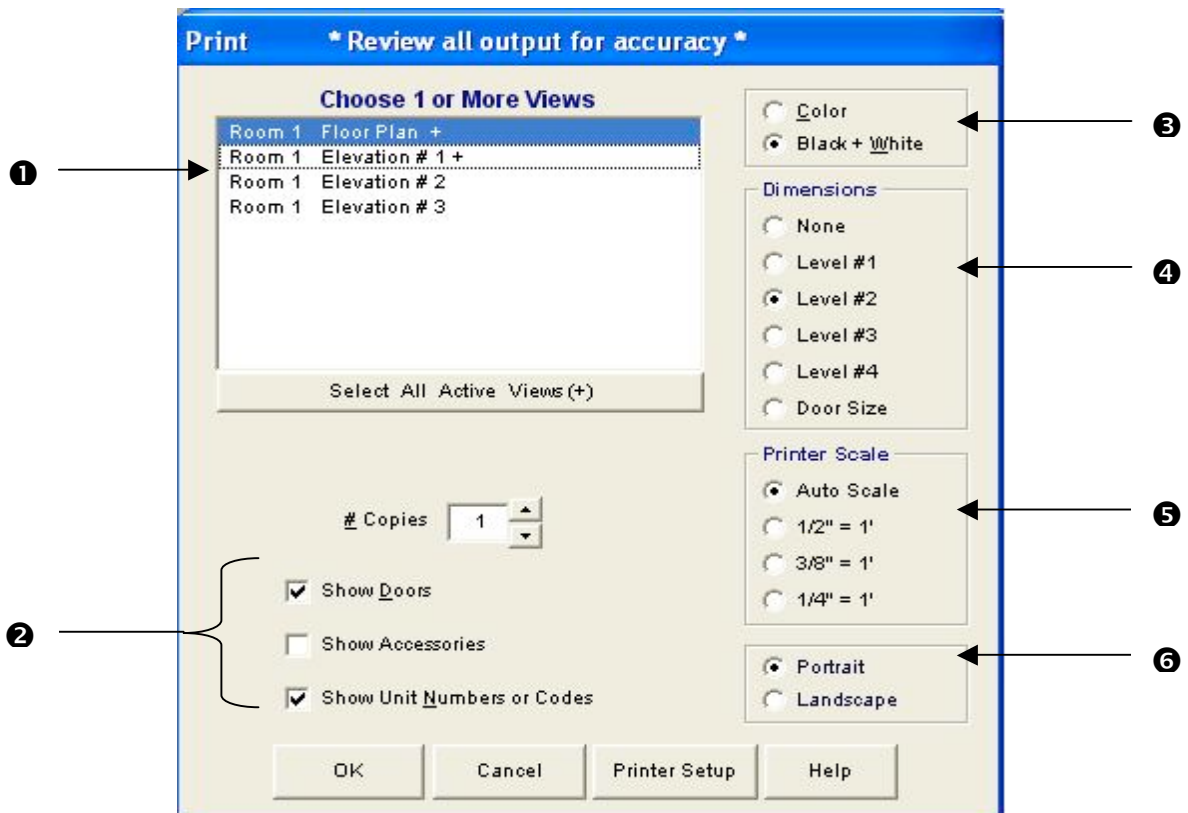 Print * Review all output for accuracy *
Choose 1 or More Views
Room 1 Floor Plan +
Room 1 Elevation # 1 +
Room 1 Elevation # 2
Room 1 Elevation # 3
Select All Active Views (+)
# Copies 1
Show Doors
Show Accessories
Show Unit Numbers or Codes
Color
Black + White
Dimensions
None
Level #1
Level #2
Level #3
Level #4
Door Size
Printer Scale
Auto Scale
1/2" = 1'
3/8" = 1'
1/4" = 1'
Portrait
Landscape
OK Cancel Printer Setup Help
❶
❷
❸
❹
❺
❻